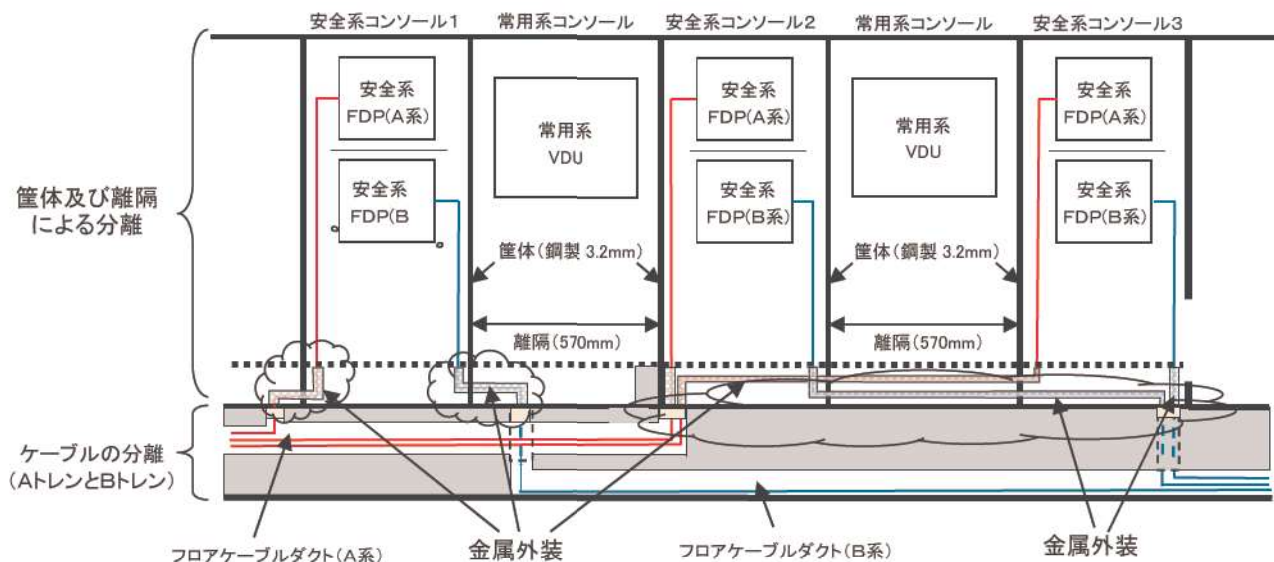 安全系コンソール1
常用系コンソール
安全系コンソール2
常用系コンソール
安全系コンソール3
安全系
FDP(A系)
安全系
FDP(B
常用系
VDU
安全系
FDP(A系)
安全系
FDP(B系)
常用系
VDU
安全系
FDP(A系)
安全系
FDP(B系)
筐体及び離隔
による分離
筐体(鋼製 3.2mm)
離隔(570mm)
筐体(鋼製 3.2mm)
離隔(570mm)
ケーブルの分離
(AトレンとBトレン)
フロアケーブルダクト(A系)
金属外装
フロアケーブルダクト(B系)
金属外装